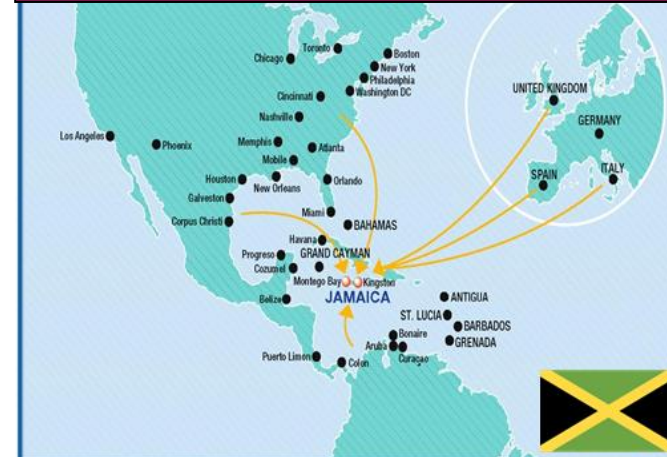 Toronto
Boston
Chicago
New York
Philadelphia
Washington DC
Cincinnati
Nashville
Los Angeles
Phoenix
Memphis
Atlanta
Mobile
Houston
New Orleans
Orlando
Galveston
Corpus Christi
Miami
BAHAMAS
Havana
GRAND CAYMAN
Progreso
Cozumel
Montego Bay
Kingston
JAMAICA
Belize
ANTIGUA
ST. LUCIA
BARBADOS
GRENADA
Bonaire
Aruba
Curaçao
Puerto Limon
Colon
UNITED KINGDOM
GERMANY
SPAIN
ITALY